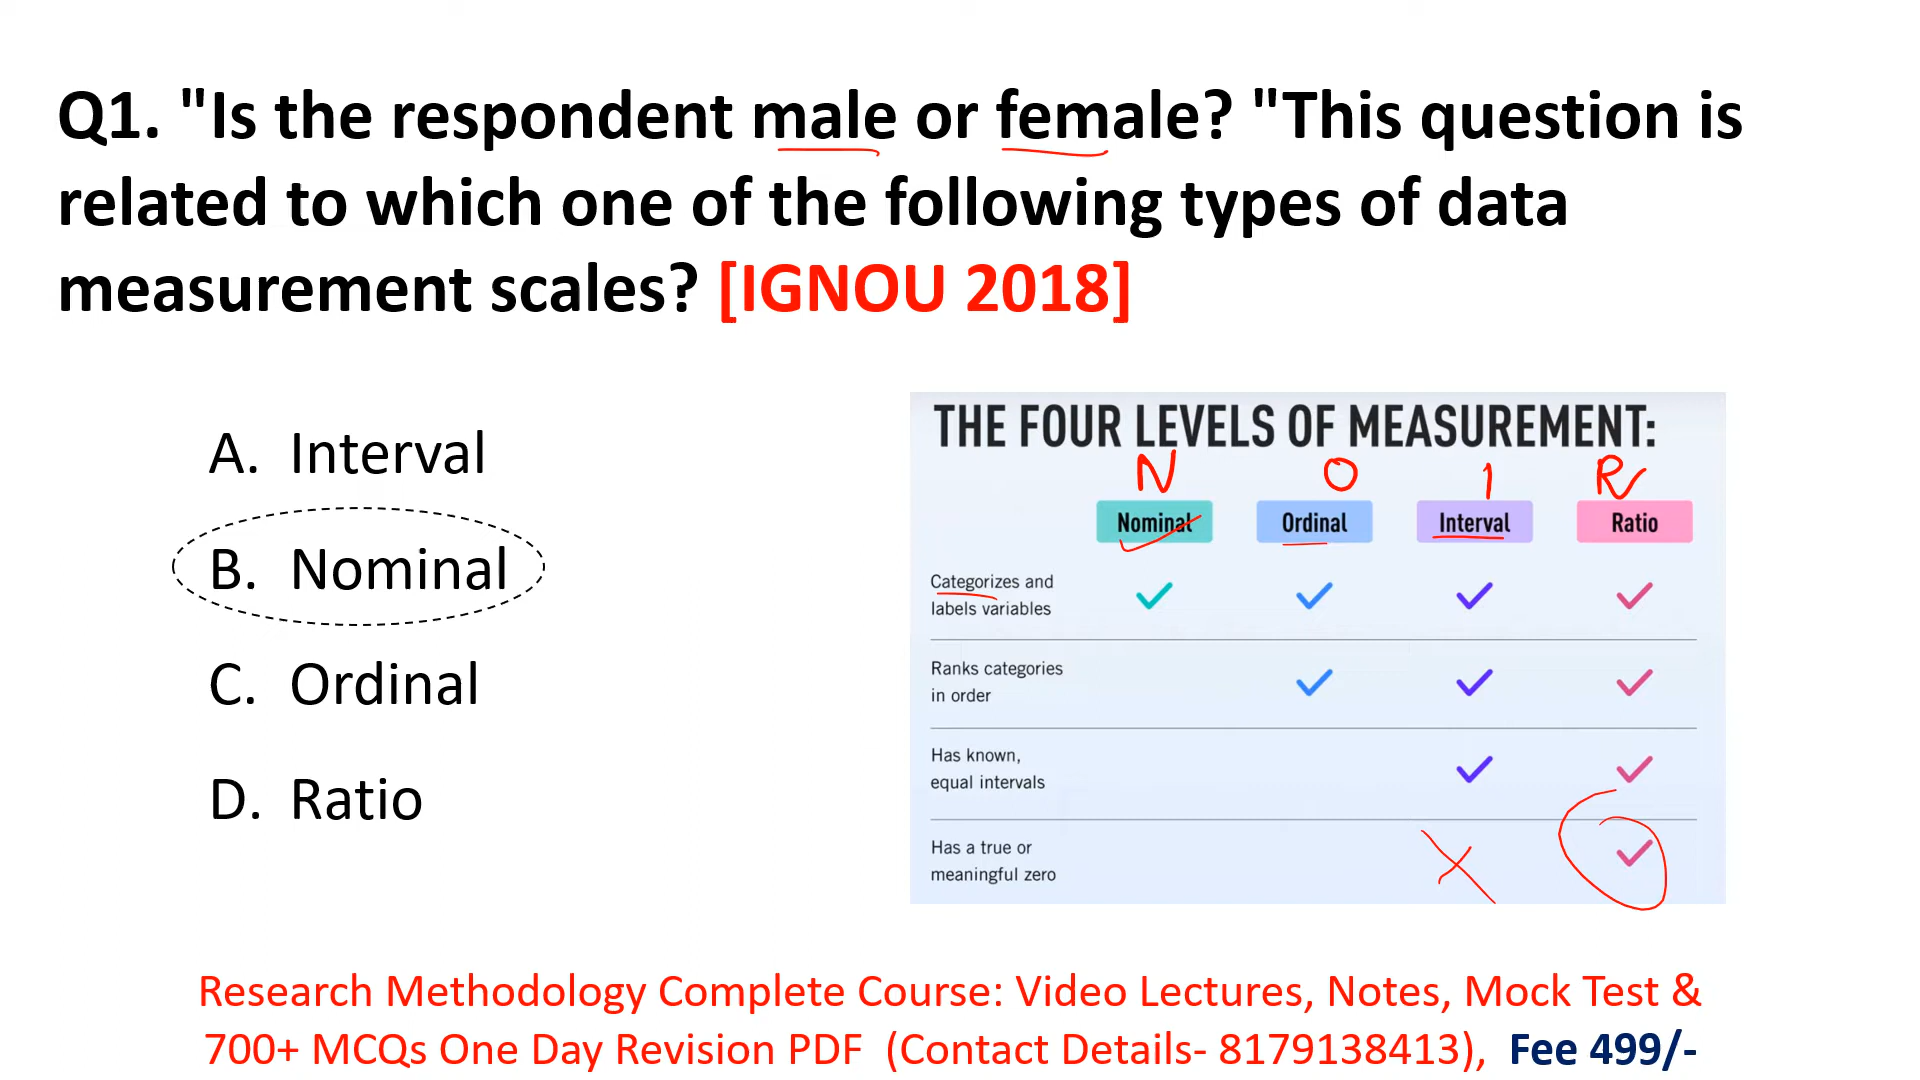 Q1. "Is the respondent male or female? "This question is
related to which one of the following types of data
measurement scales? [IGNOU 2018]
A. Interval
B. Nominal
C. Ordinal
D. Ratio
THE FOUR LEVELS OF MEASUREMENT:
N O I R
Nominal Ordinal Interval Ratio
Categorizes and
labels variables
Ranks categories
in order
Has known,
equal intervals
Has a true or
meaningful zero
Research Methodology Complete Course: Video Lectures, Notes, Mock Test &
700+ MCQs One Day Revision PDF (Contact Details- 8179138413), Fee 499/-